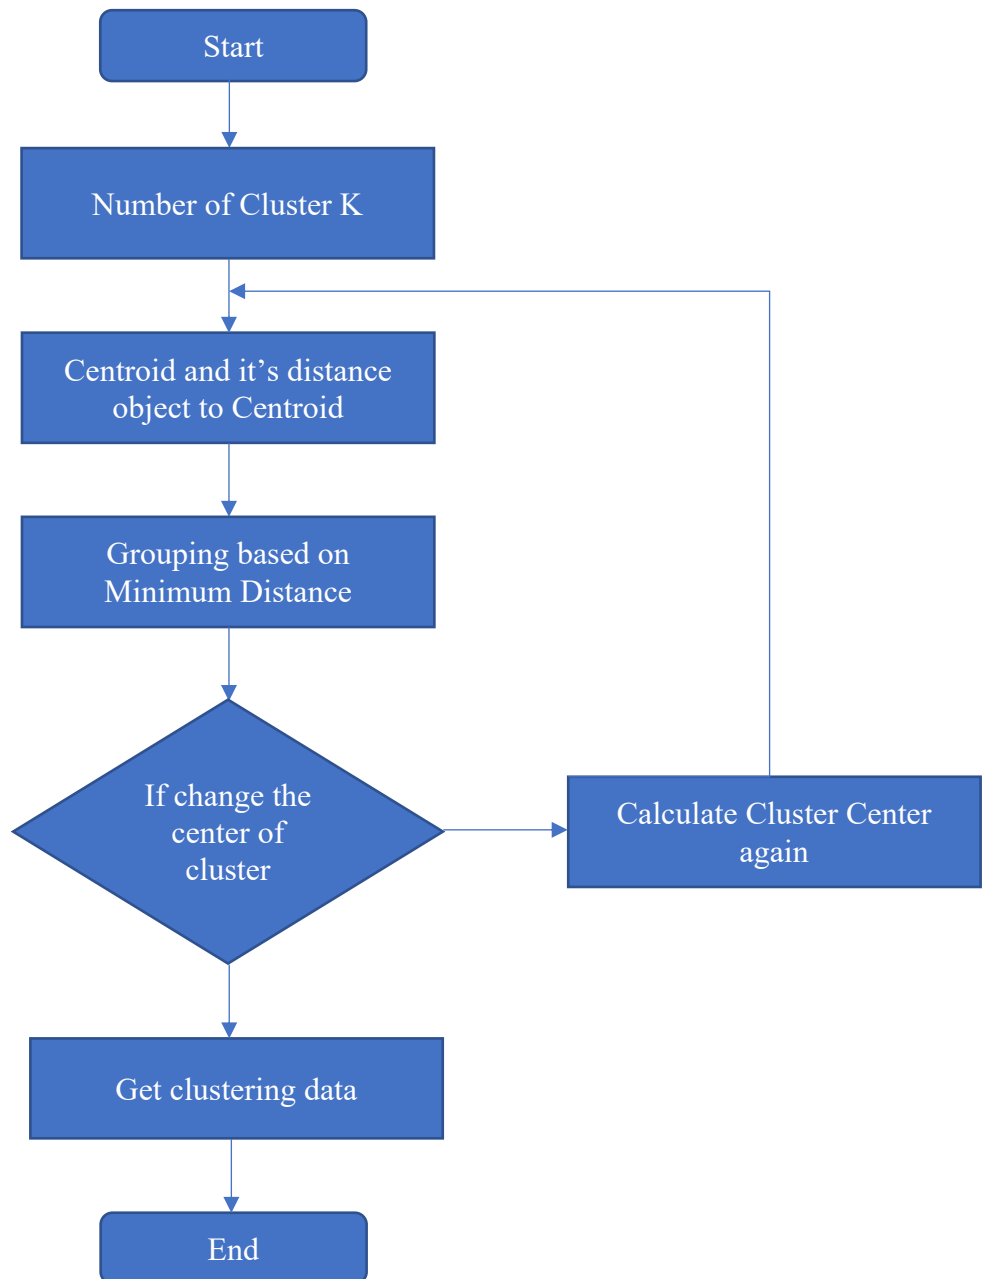 Start
Number of Cluster K
Centroid and it’s distance
object to Centroid
Grouping based on
Minimum Distance
If change the
center of
cluster
Calculate Cluster Center
again
Get clustering data
End